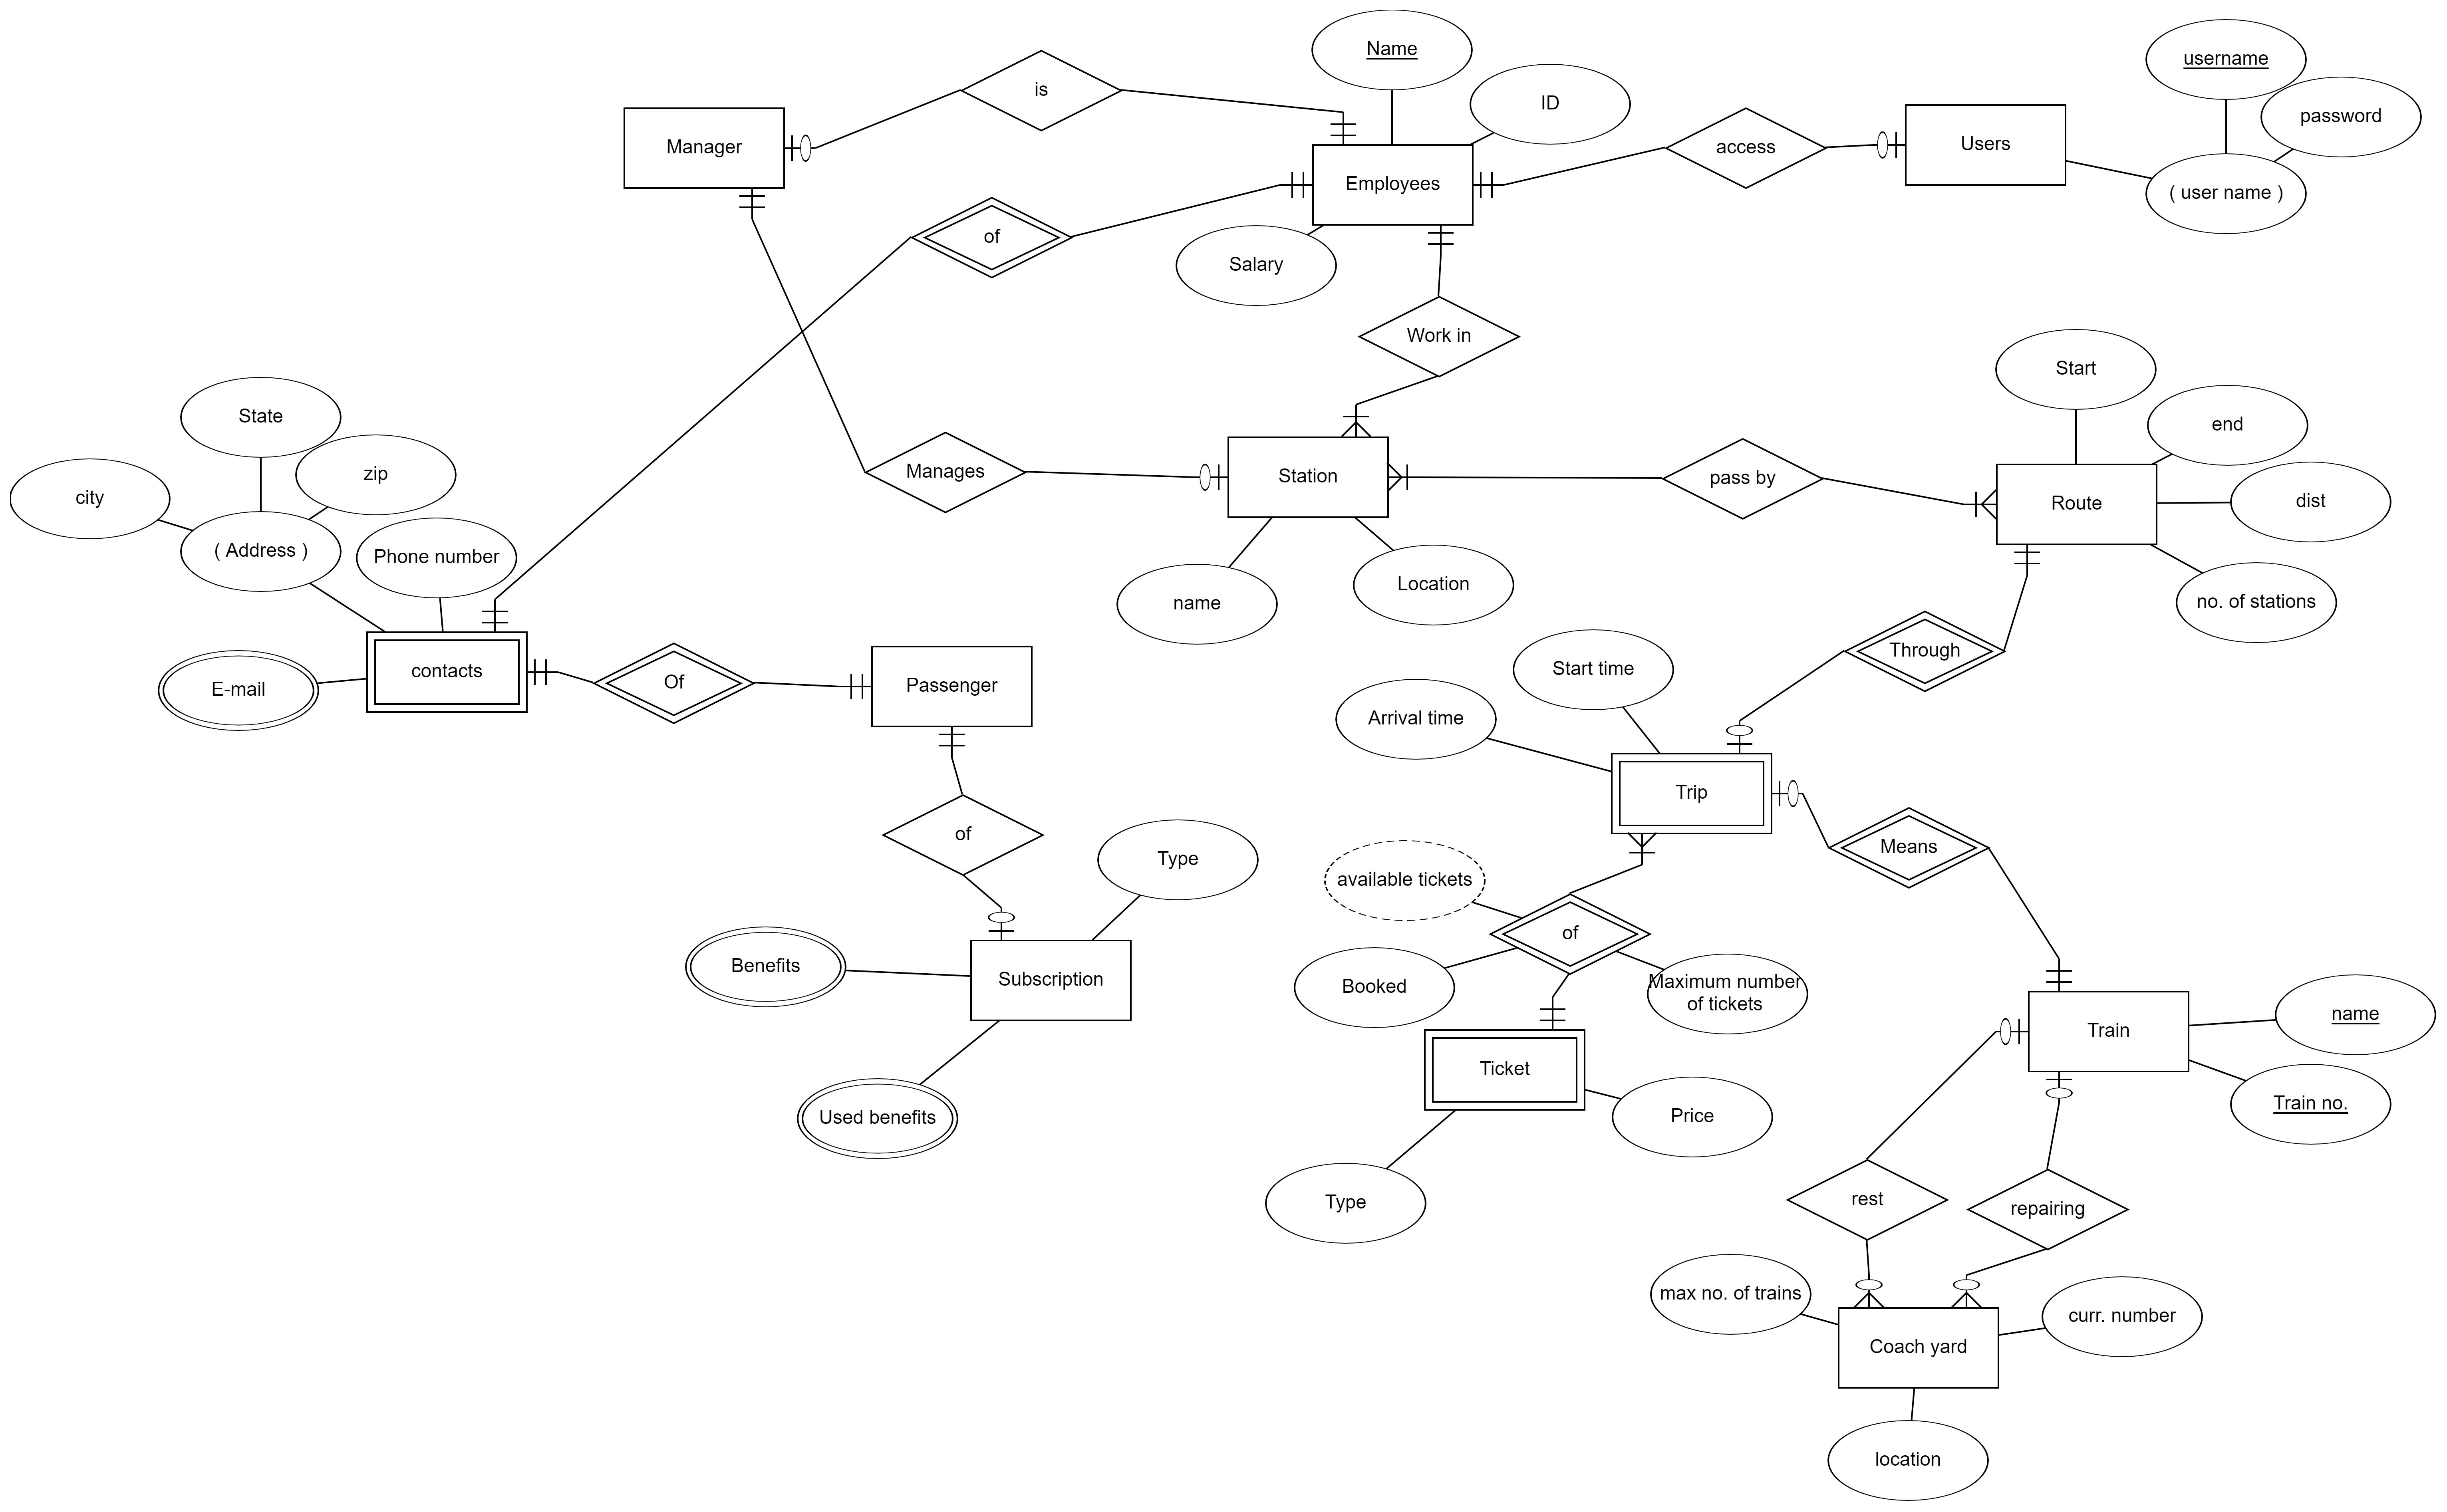 Name
username
is
ID
password
Manager
Users
access
Employees
( user name )
of
Salary
Work in
Start
State
end
zip
city
Manages
Station
pass by
Route
dist
( Address )
Phone number
Location
name
no. of stations
contacts
Of
Passenger
E-mail
Through
Start time
Arrival time
Trip
of
Type
Means
available tickets
of
Benefits
Subscription
Booked
Maximum number
of tickets
Train
name
Ticket
Train no.
Used benefits
Price
Type
rest
repairing
max no. of trains
curr. number
Coach yard
location